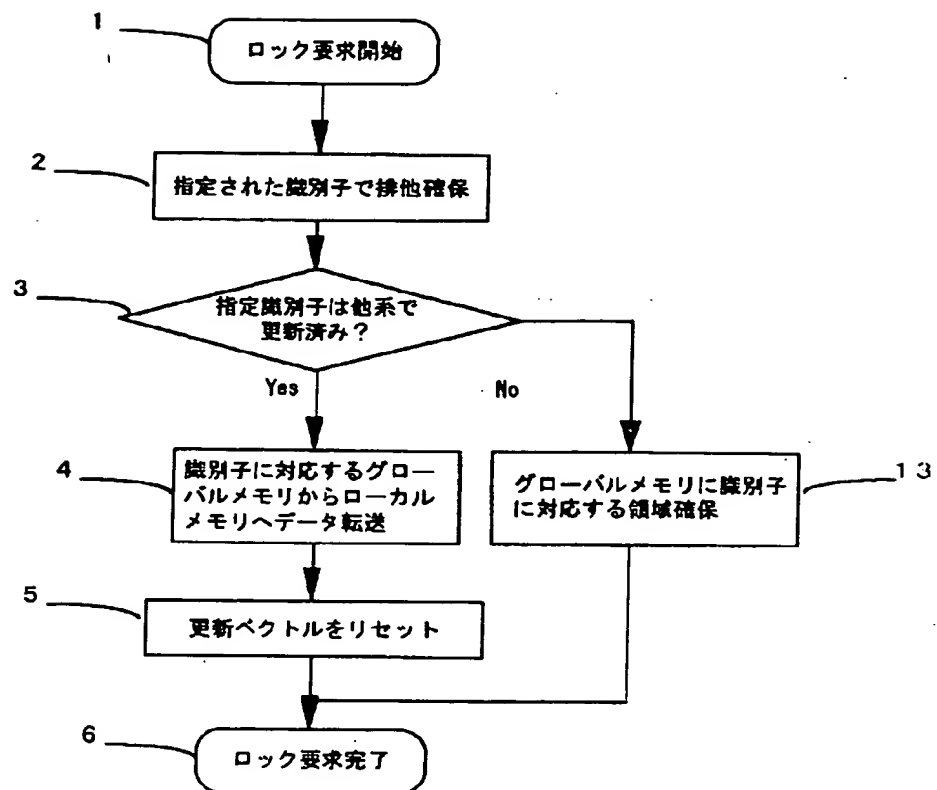 1
ロック要求開始
2
指定された識別子で排他確保
3
指定識別子は他系で
更新済み？
Yes
No
4
識別子に対応するグロー
バルメモリからローカル
メモリへデータ転送
グローバルメモリに識別子
に対応する領域確保
13
5
更新ベクトルをリセット
6
ロック要求完了